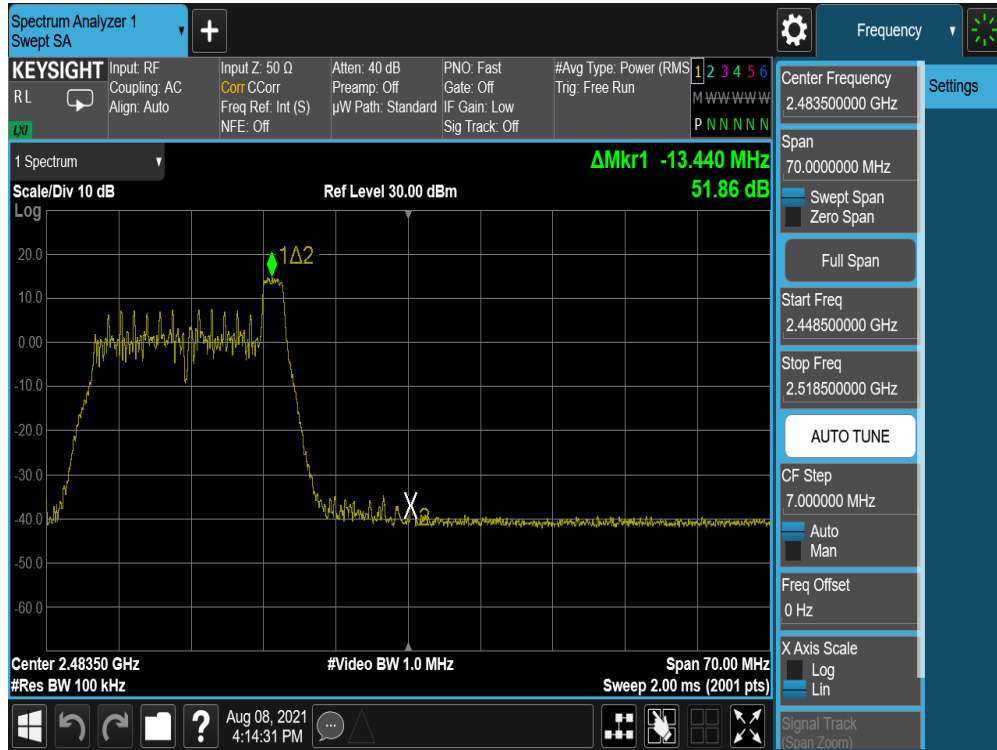 Spectrum Analyzer 1
Swept SA
+
Frequency
KEYSIGHT
RL
LXI
Input: RF
Coupling: AC
Align: Auto
Input Z: 50 Ω
Corr CCorr
Freq Ref: Int (S)
NFE: Off
Atten: 40 dB
Preamp: Off
µW Path: Standard
PNO: Fast
Gate: Off
IF Gain: Low
Sig Track: Off
#Avg Type: Power (RMS
Trig: Free Run
1 2 3 4 5 6
M W W W W W
P N N N N N
1 Spectrum
ΔMkr1 -13.440 MHz
51.86 dB
Scale/Div 10 dB
Ref Level 30.00 dBm
Log
20.0
10.0
0.00
-10.0
-20.0
-30.0
-40.0
-50.0
-60.0
1Δ2
X2
Center 2.48350 GHz
#Video BW 1.0 MHz
Span 70.00 MHz
#Res BW 100 kHz
Sweep 2.00 ms (2001 pts)
Center Frequency
2.483500000 GHz
Settings
Span
70.0000000 MHz
Swept Span
Zero Span
Full Span
Start Freq
2.448500000 GHz
Stop Freq
2.518500000 GHz
AUTO TUNE
CF Step
7.000000 MHz
Auto
Man
Freq Offset
0 Hz
X Axis Scale
Log
Lin
Signal Track
(Span Zoom)
?
Aug 08, 2021
4:14:31 PM